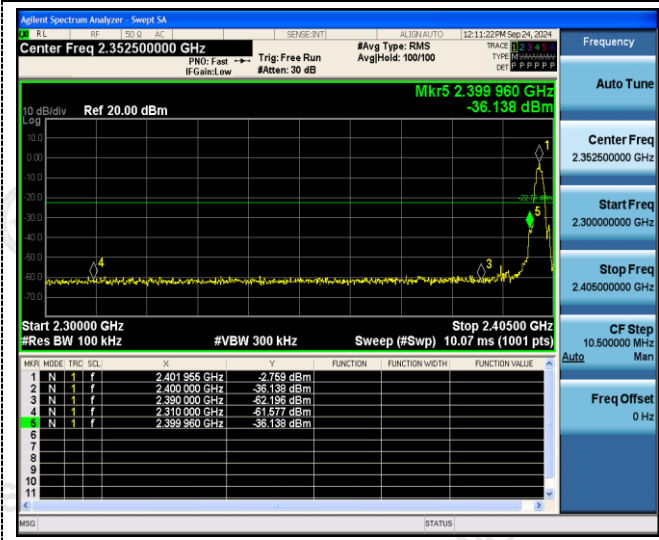 Agilent Spectrum Analyzer - Swept SA
RL RF 50 Ω AC SENSE:INT ALIGN AUTO 12:11:22 PM Sep 24, 2024
Center Freq 2.352500000 GHz
PNO: Fast
IFGain:Low
Trig: Free Run
#Atten: 30 dB
#Avg Type: RMS
Avg|Hold: 100/100
TRACE 1 2 3 4 5 6
TYPE M
DET P P P P P P
Frequency
Mkr5 2.399 960 GHz
-36.138 dBm
10 dB/div Ref 20.00 dBm
Log
10.0
0.00
-10.0
-20.0
-30.0
-40.0
-50.0
-60.0
-70.0
1
5
3
4
Start 2.30000 GHz Stop 2.40500 GHz
#Res BW 100 kHz #VBW 300 kHz Sweep (#Swp) 10.07 ms (1001 pts)
MKR MODE TRC SCL X Y FUNCTION FUNCTION WIDTH FUNCTION VALUE
1 N 1 f 2.401 955 GHz -2.759 dBm
2 N 1 f 2.400 000 GHz -36.138 dBm
3 N 1 f 2.390 000 GHz -62.196 dBm
4 N 1 f 2.310 000 GHz -61.577 dBm
5 N 1 f 2.399 960 GHz -36.138 dBm
6
7
8
9
10
11
MSG STATUS
Auto Tune
Center Freq
2.352500000 GHz
Start Freq
2.300000000 GHz
Stop Freq
2.405000000 GHz
CF Step
10.500000 MHz
Auto Man
Freq Offset
0 Hz